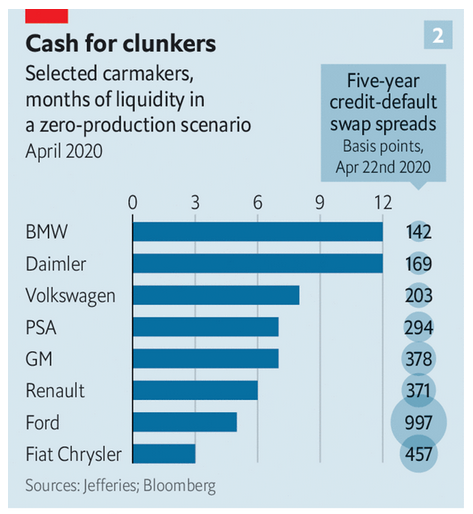 Cash for clunkers
2
Selected carmakers,
months of liquidity in
a zero-production scenario
April 2020
Five-year
credit-default
swap spreads
Basis points,
Apr 22nd 2020
0 3 6 9 12
BMW 142
Daimler 169
Volkswagen 203
PSA 294
GM 378
Renault 371
Ford 997
Fiat Chrysler 457
Sources: Jefferies; Bloomberg